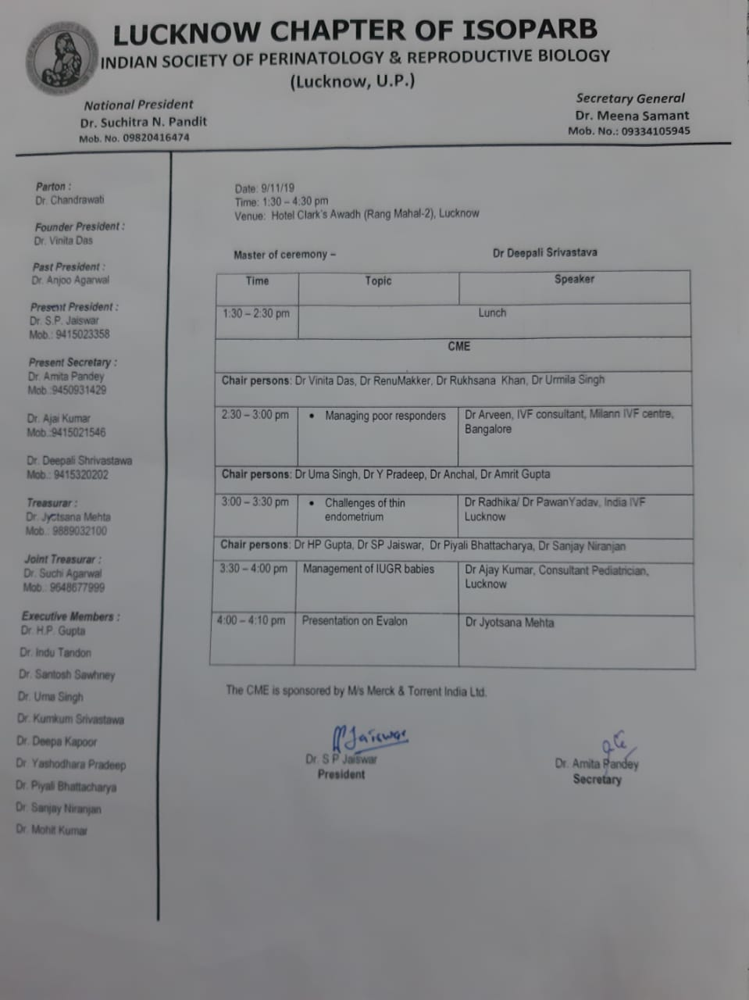 LUCKNOW CHAPTER OF ISOPARB
INDIAN SOCIETY OF PERINATOLOGY & REPRODUCTIVE BIOLOGY
(Lucknow, U.P.)
National President
Dr. Suchitra N. Pandit
Mob. No. 09820416474
Secretary General
Dr. Meena Samant
Mob. No.: 09334105945
Parton :
Dr. Chandrawati
Founder President :
Dr. Vinita Das
Past President :
Dr. Anjoo Agarwal
Present President :
Dr. S.P. Jaiswar
Mob.: 9415023358
Present Secretary :
Dr. Amita Pandey
Mob.:9450931429
Dr. Ajai Kumar
Mob.:9415021546
Dr. Deepali Shrivastawa
Mob.: 9415320202
Treasurar :
Dr. Jyotsana Mehta
Mob.: 9889032100
Joint Treasurar :
Dr. Suchi Agarwal
Mob.: 9648677999
Executive Members :
Dr. H.P. Gupta
Dr. Indu Tandon
Dr. Santosh Sawhney
Dr. Uma Singh
Dr. Kumkum Srivastawa
Dr. Deepa Kapoor
Dr. Yashodhara Pradeep
Dr. Piyali Bhattacharya
Dr. Sanjay Niranjan
Dr. Mohit Kumar
Date: 9/11/19
Time: 1:30 – 4:30 pm
Venue: Hotel Clark's Awadh (Rang Mahal-2), Lucknow
Master of ceremony – Dr Deepali Srivastava
Time Topic Speaker
1:30 – 2:30 pm Lunch
CME
Chair persons: Dr Vinita Das, Dr RenuMakker, Dr Rukhsana Khan, Dr Urmila Singh
2:30 – 3:00 pm • Managing poor responders Dr Arveen, IVF consultant, Milann IVF centre,
Bangalore
Chair persons: Dr Uma Singh, Dr Y Pradeep, Dr Anchal, Dr Amrit Gupta
3:00 – 3:30 pm • Challenges of thin Dr Radhika/ Dr PawanYadav, India IVF
endometrium Lucknow
Chair persons: Dr HP Gupta, Dr SP Jaiswar, Dr Piyali Bhattacharya, Dr Sanjay Niranjan
3:30 – 4:00 pm Management of IUGR babies Dr Ajay Kumar, Consultant Pediatrician,
Lucknow
4:00 – 4:10 pm Presentation on Evalon Dr Jyotsana Mehta
The CME is sponsored by M/s Merck & Torrent India Ltd.
Jaiswar
Dr. S P Jaiswar
President
Dr. Amita Pandey
Secretary